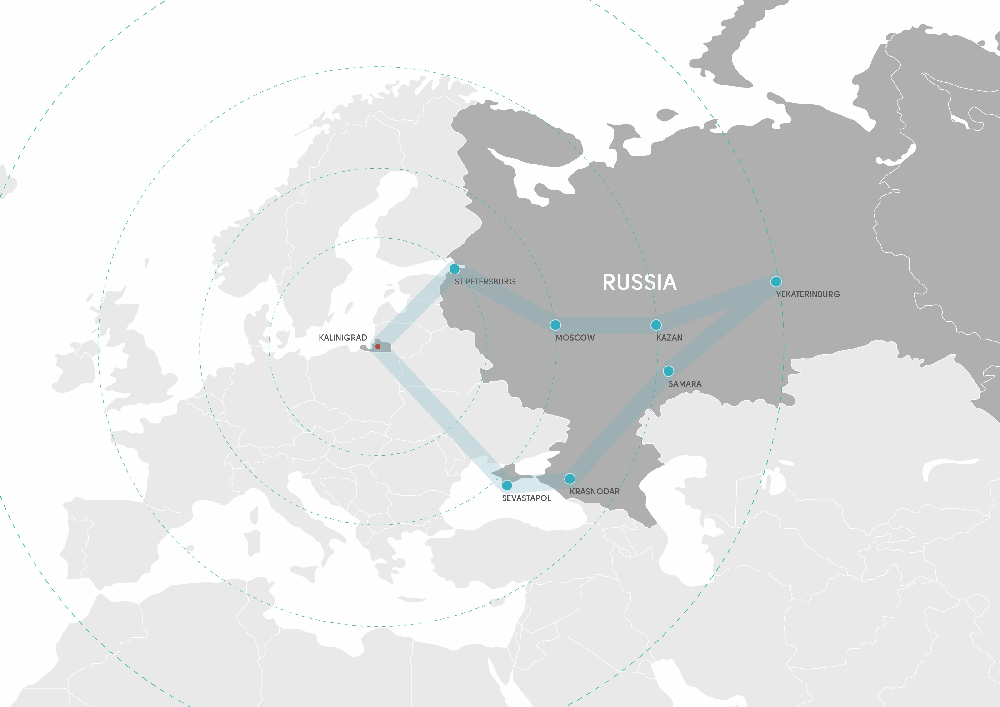 RUSSIA
ST PETERSBURG
YEKATERINBURG
KALINIGRAD
MOSCOW
KAZAN
SAMARA
KRASNODAR
SEVASTAPOL